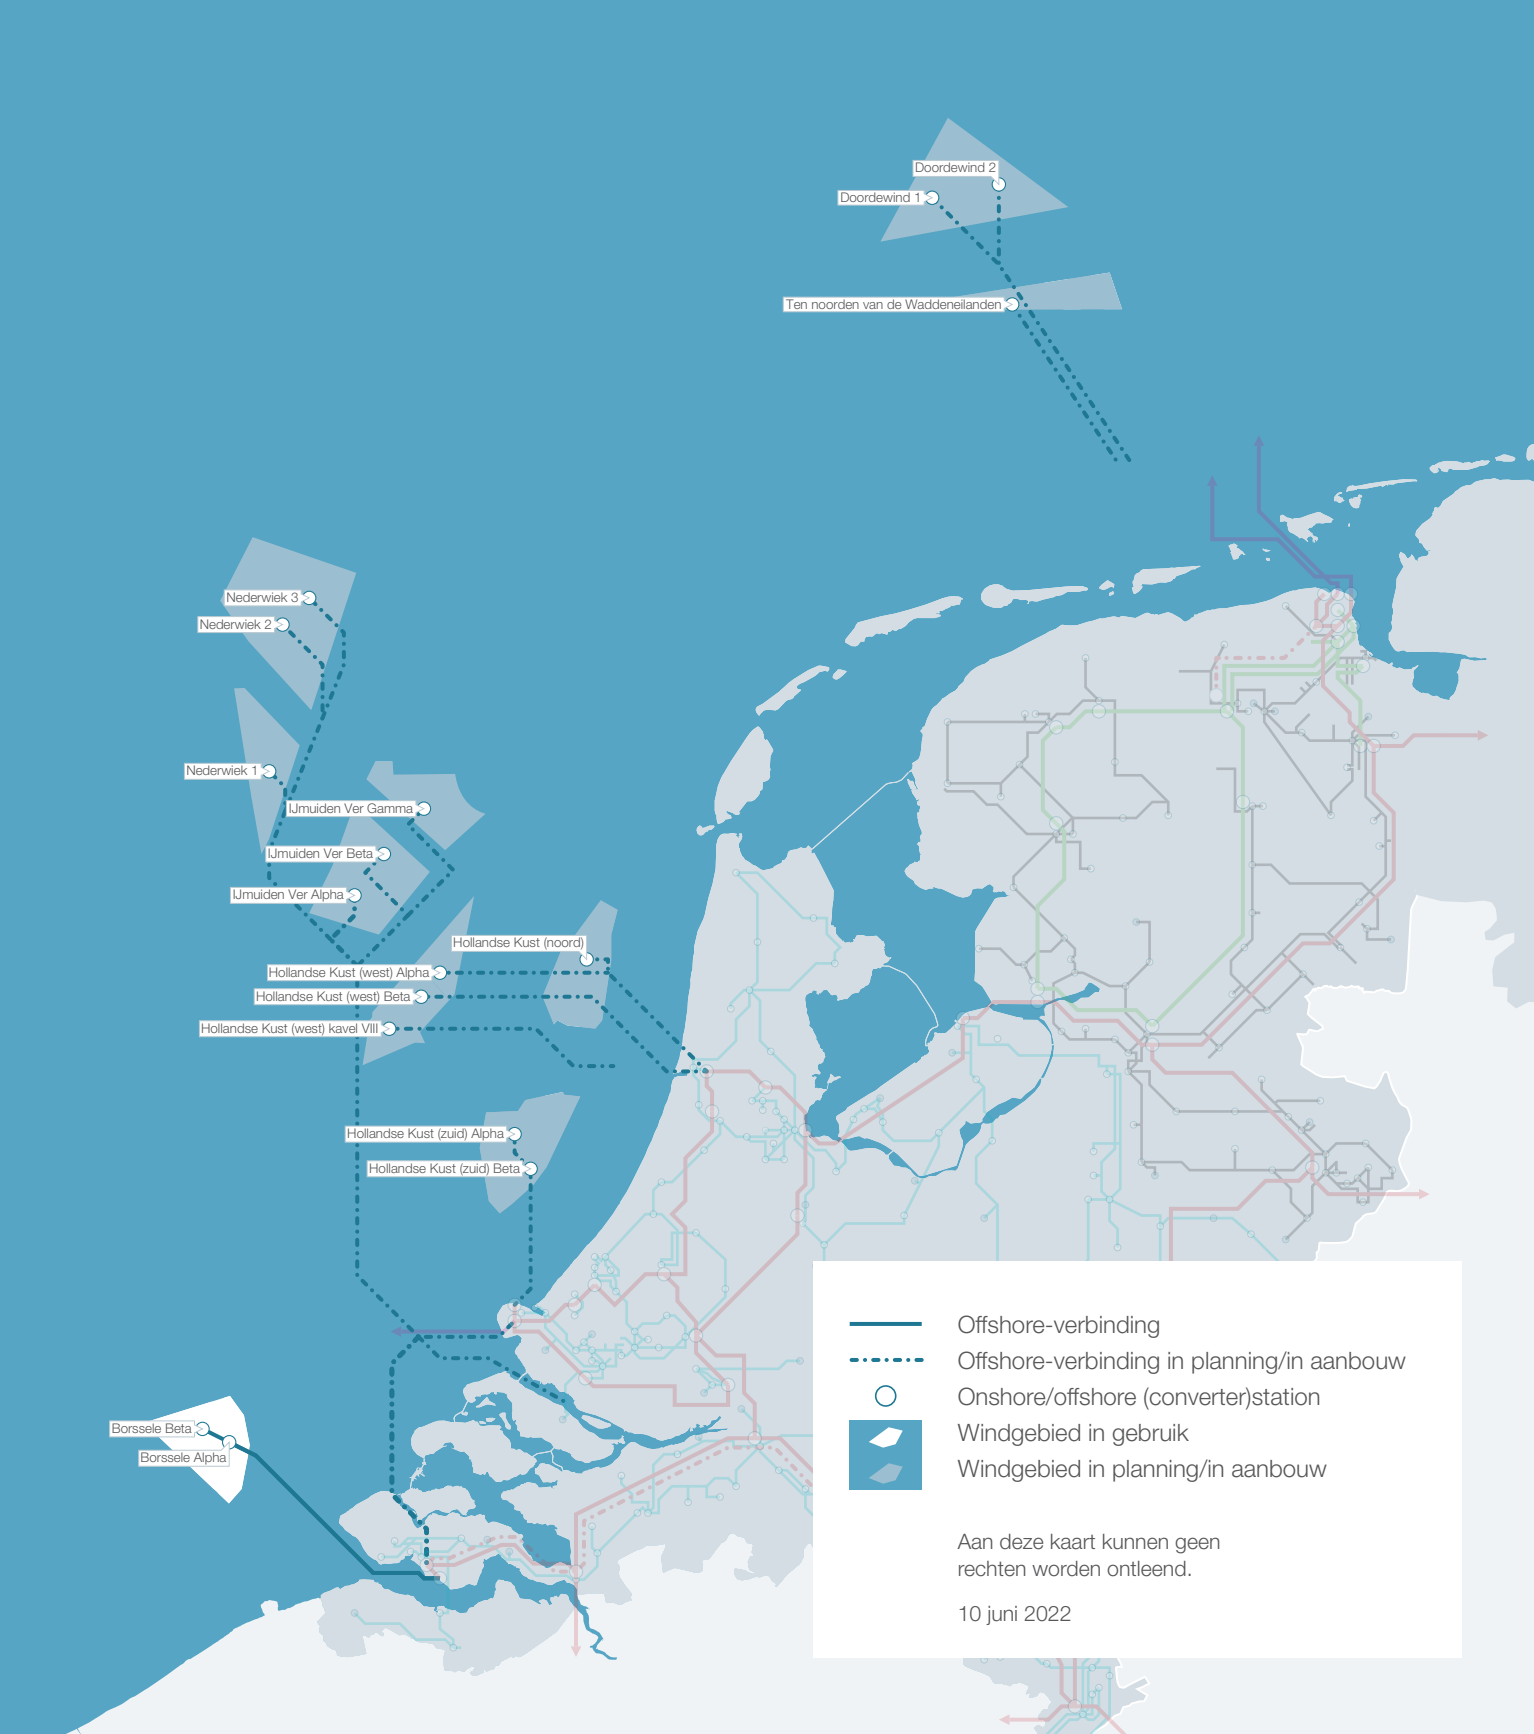 Doordewind 2
Doordewind 1
Ten noorden van de Waddeneilanden
Nederwiek 3
Nederwiek 2
Nederwiek 1
IJmuiden Ver Gamma
IJmuiden Ver Beta
IJmuiden Ver Alpha
Hollandse Kust (noord)
Hollandse Kust (west) Alpha
Hollandse Kust (west) Beta
Hollandse Kust (west) kavel VIII
Hollandse Kust (zuid) Alpha
Hollandse Kust (zuid) Beta
Borssele Beta
Borssele Alpha
Offshore-verbinding
Offshore-verbinding in planning/in aanbouw
Onshore/offshore (converter)station
Windgebied in gebruik
Windgebied in planning/in aanbouw
Aan deze kaart kunnen geen
rechten worden ontleend.
10 juni 2022